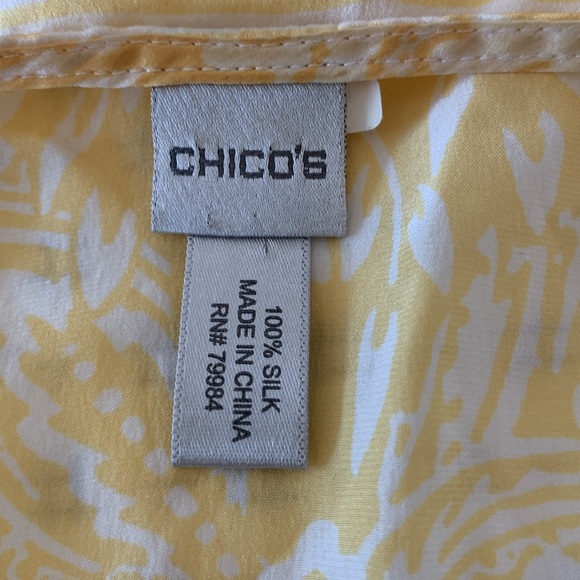 CHICO'S
100% SILK
MADE IN CHINA
RN# 79984